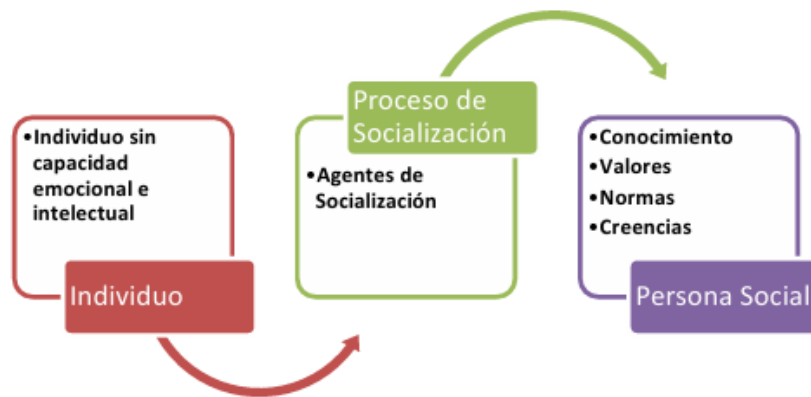 •Individuo sin
capacidad
emocional e
intelectual
Individuo
Proceso de
Socialización
•Agentes de
Socialización
•Conocimiento
•Valores
•Normas
•Creencias
Persona Social